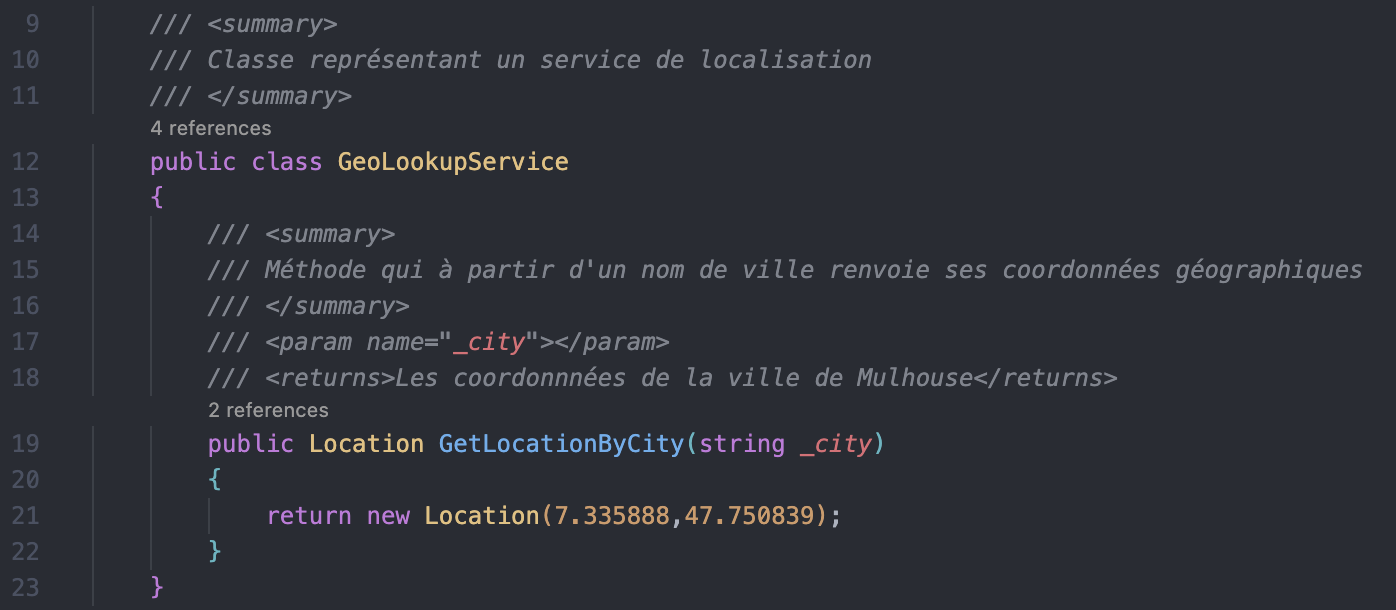 9 /// <summary>
10 /// Classe représentant un service de localisation
11 /// </summary>
4 references
12 public class GeoLookupService
13 {
14 /// <summary>
15 /// Méthode qui à partir d'un nom de ville renvoie ses coordonnées géographiques
16 /// </summary>
17 /// <param name="_city"></param>
18 /// <returns>Les coordonnnées de la ville de Mulhouse</returns>
2 references
19 public Location GetLocationByCity(string _city)
20 {
21 return new Location(7.335888,47.750839);
22 }
23 }